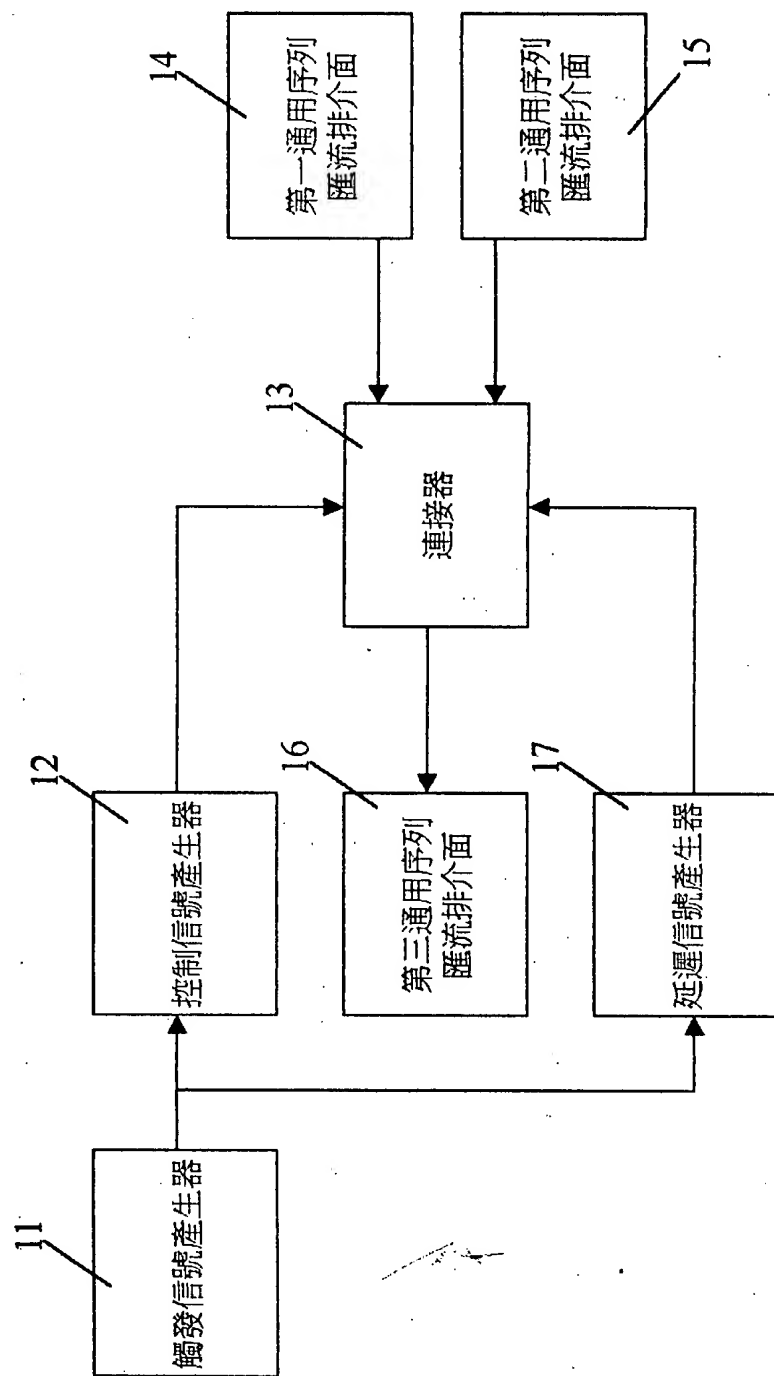 11
觸發信號產生器
12
控制信號產生器
16
第三通用序列
匯流排介面
17
延遲信號產生器
13
連接器
14
第一通用序列
匯流排介面
15
第二通用序列
匯流排介面